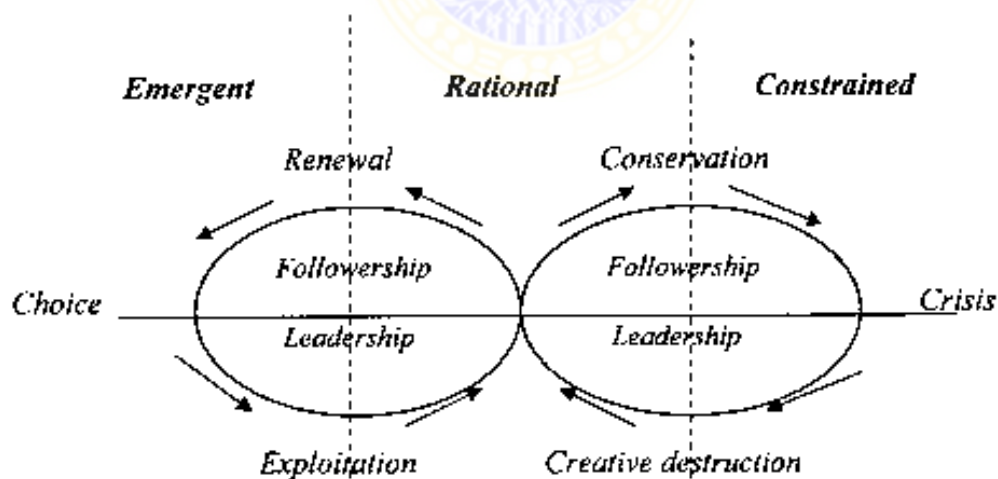 Emergent Rational Constrained
Renewal Conservation
Followership Followership
Choice Crisis
Leadership Leadership
Exploitation Creative destruction